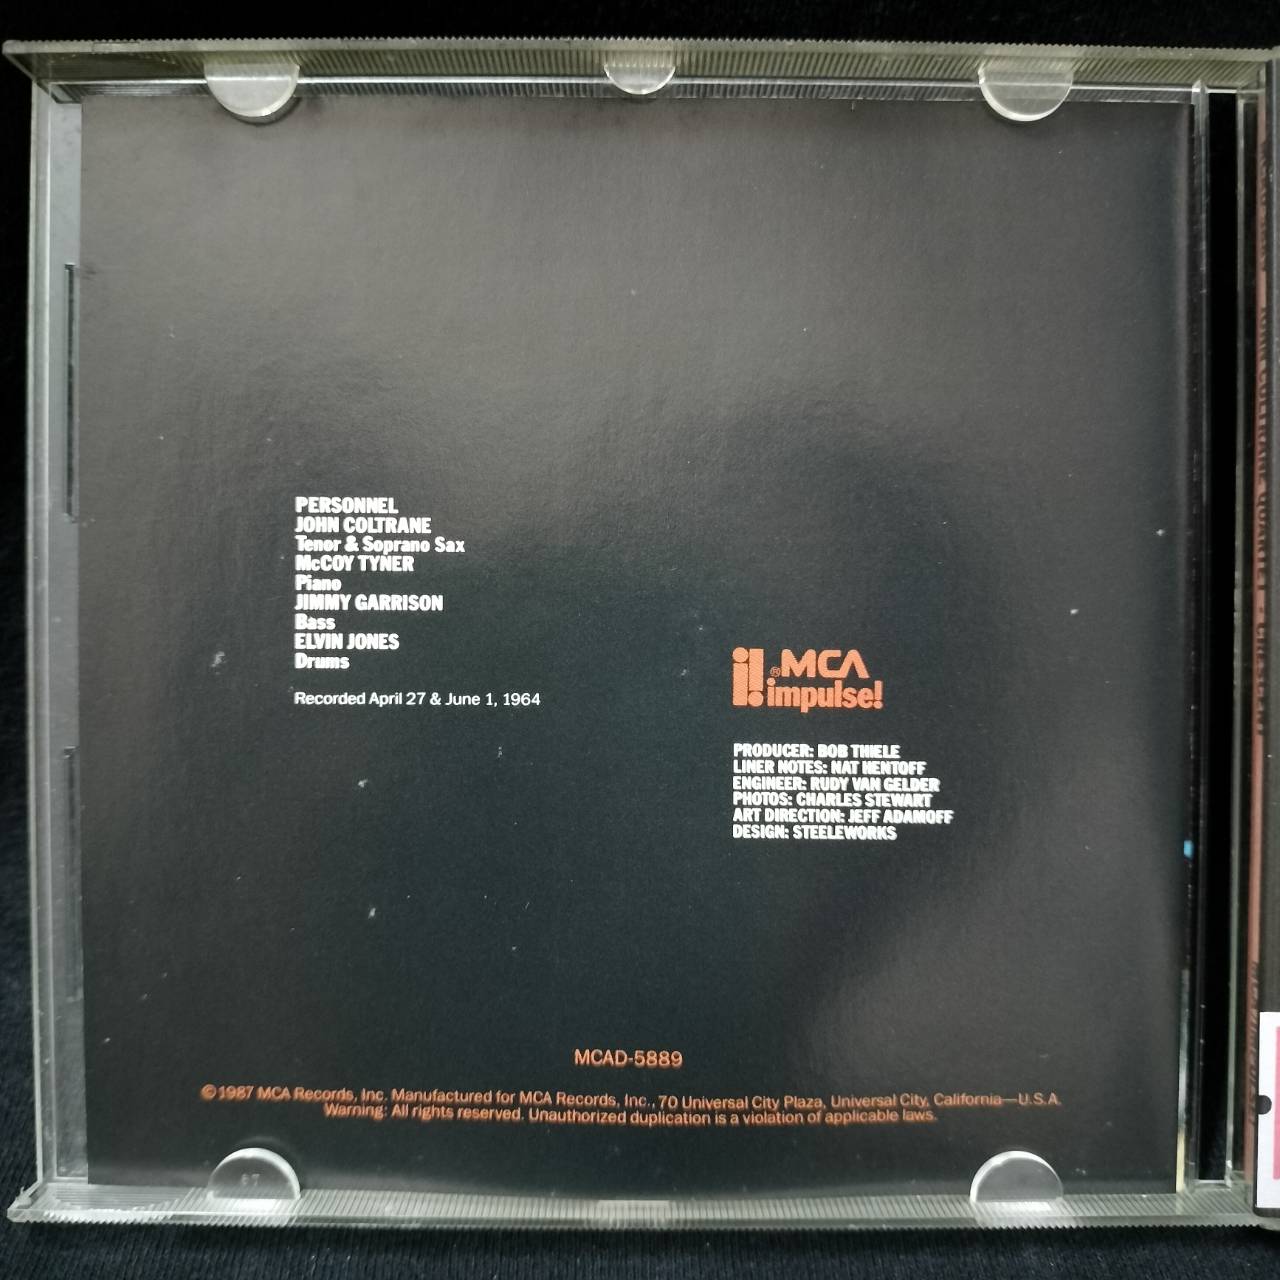 PERSONNEL
JOHN COLTRANE
Tenor & Soprano Sax
McCOY TYNER
Piano
JIMMY GARRISON
Bass
ELVIN JONES
Drums
Recorded April 27 & June 1, 1964
®MCA
impulse!
PRODUCER: BOB THIELE
LINER NOTES: NAT HENTOFF
ENGINEER: RUDY VAN GELDER
PHOTOS: CHARLES STEWART
ART DIRECTION: JEFF ADAMOFF
DESIGN: STEELEWORKS
MCAD-5889
©1987 MCA Records, Inc. Manufactured for MCA Records, Inc., 70 Universal City Plaza, Universal City, California—U.S.A.
Warning: All rights reserved. Unauthorized duplication is a violation of applicable laws.
67